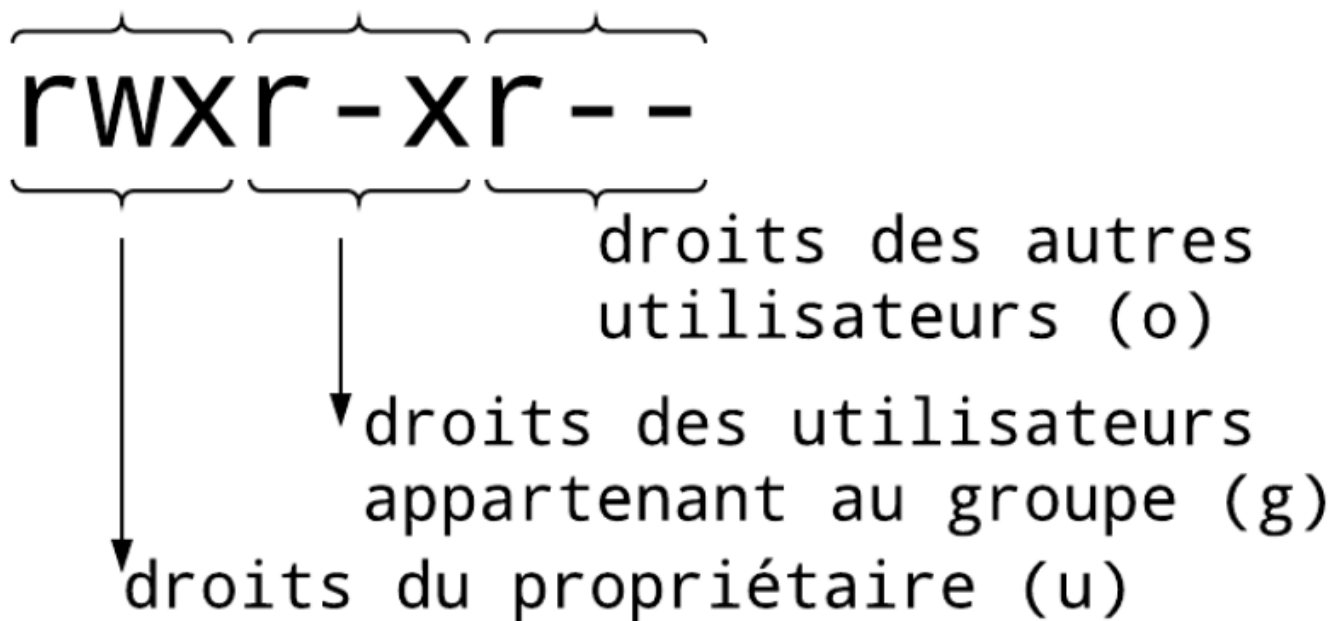 rwxr-xr--
droits des autres
utilisateurs (o)
droits des utilisateurs
appartenant au groupe (g)
droits du propriétaire (u)